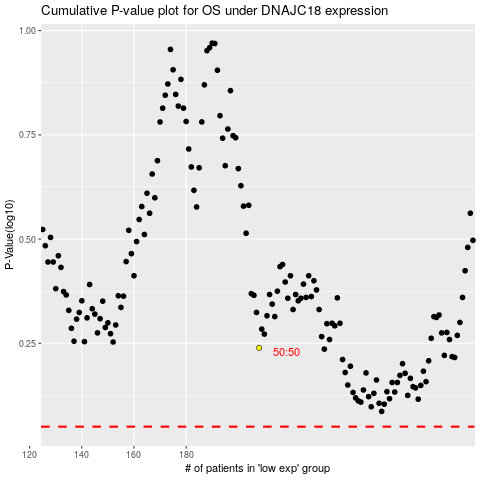 Cumulative P-value plot for OS under DNAJC18 expression
P-Value(log10)
1.00
0.75
0.50
0.25
50:50
120 140 160 180
# of patients in 'low exp' group